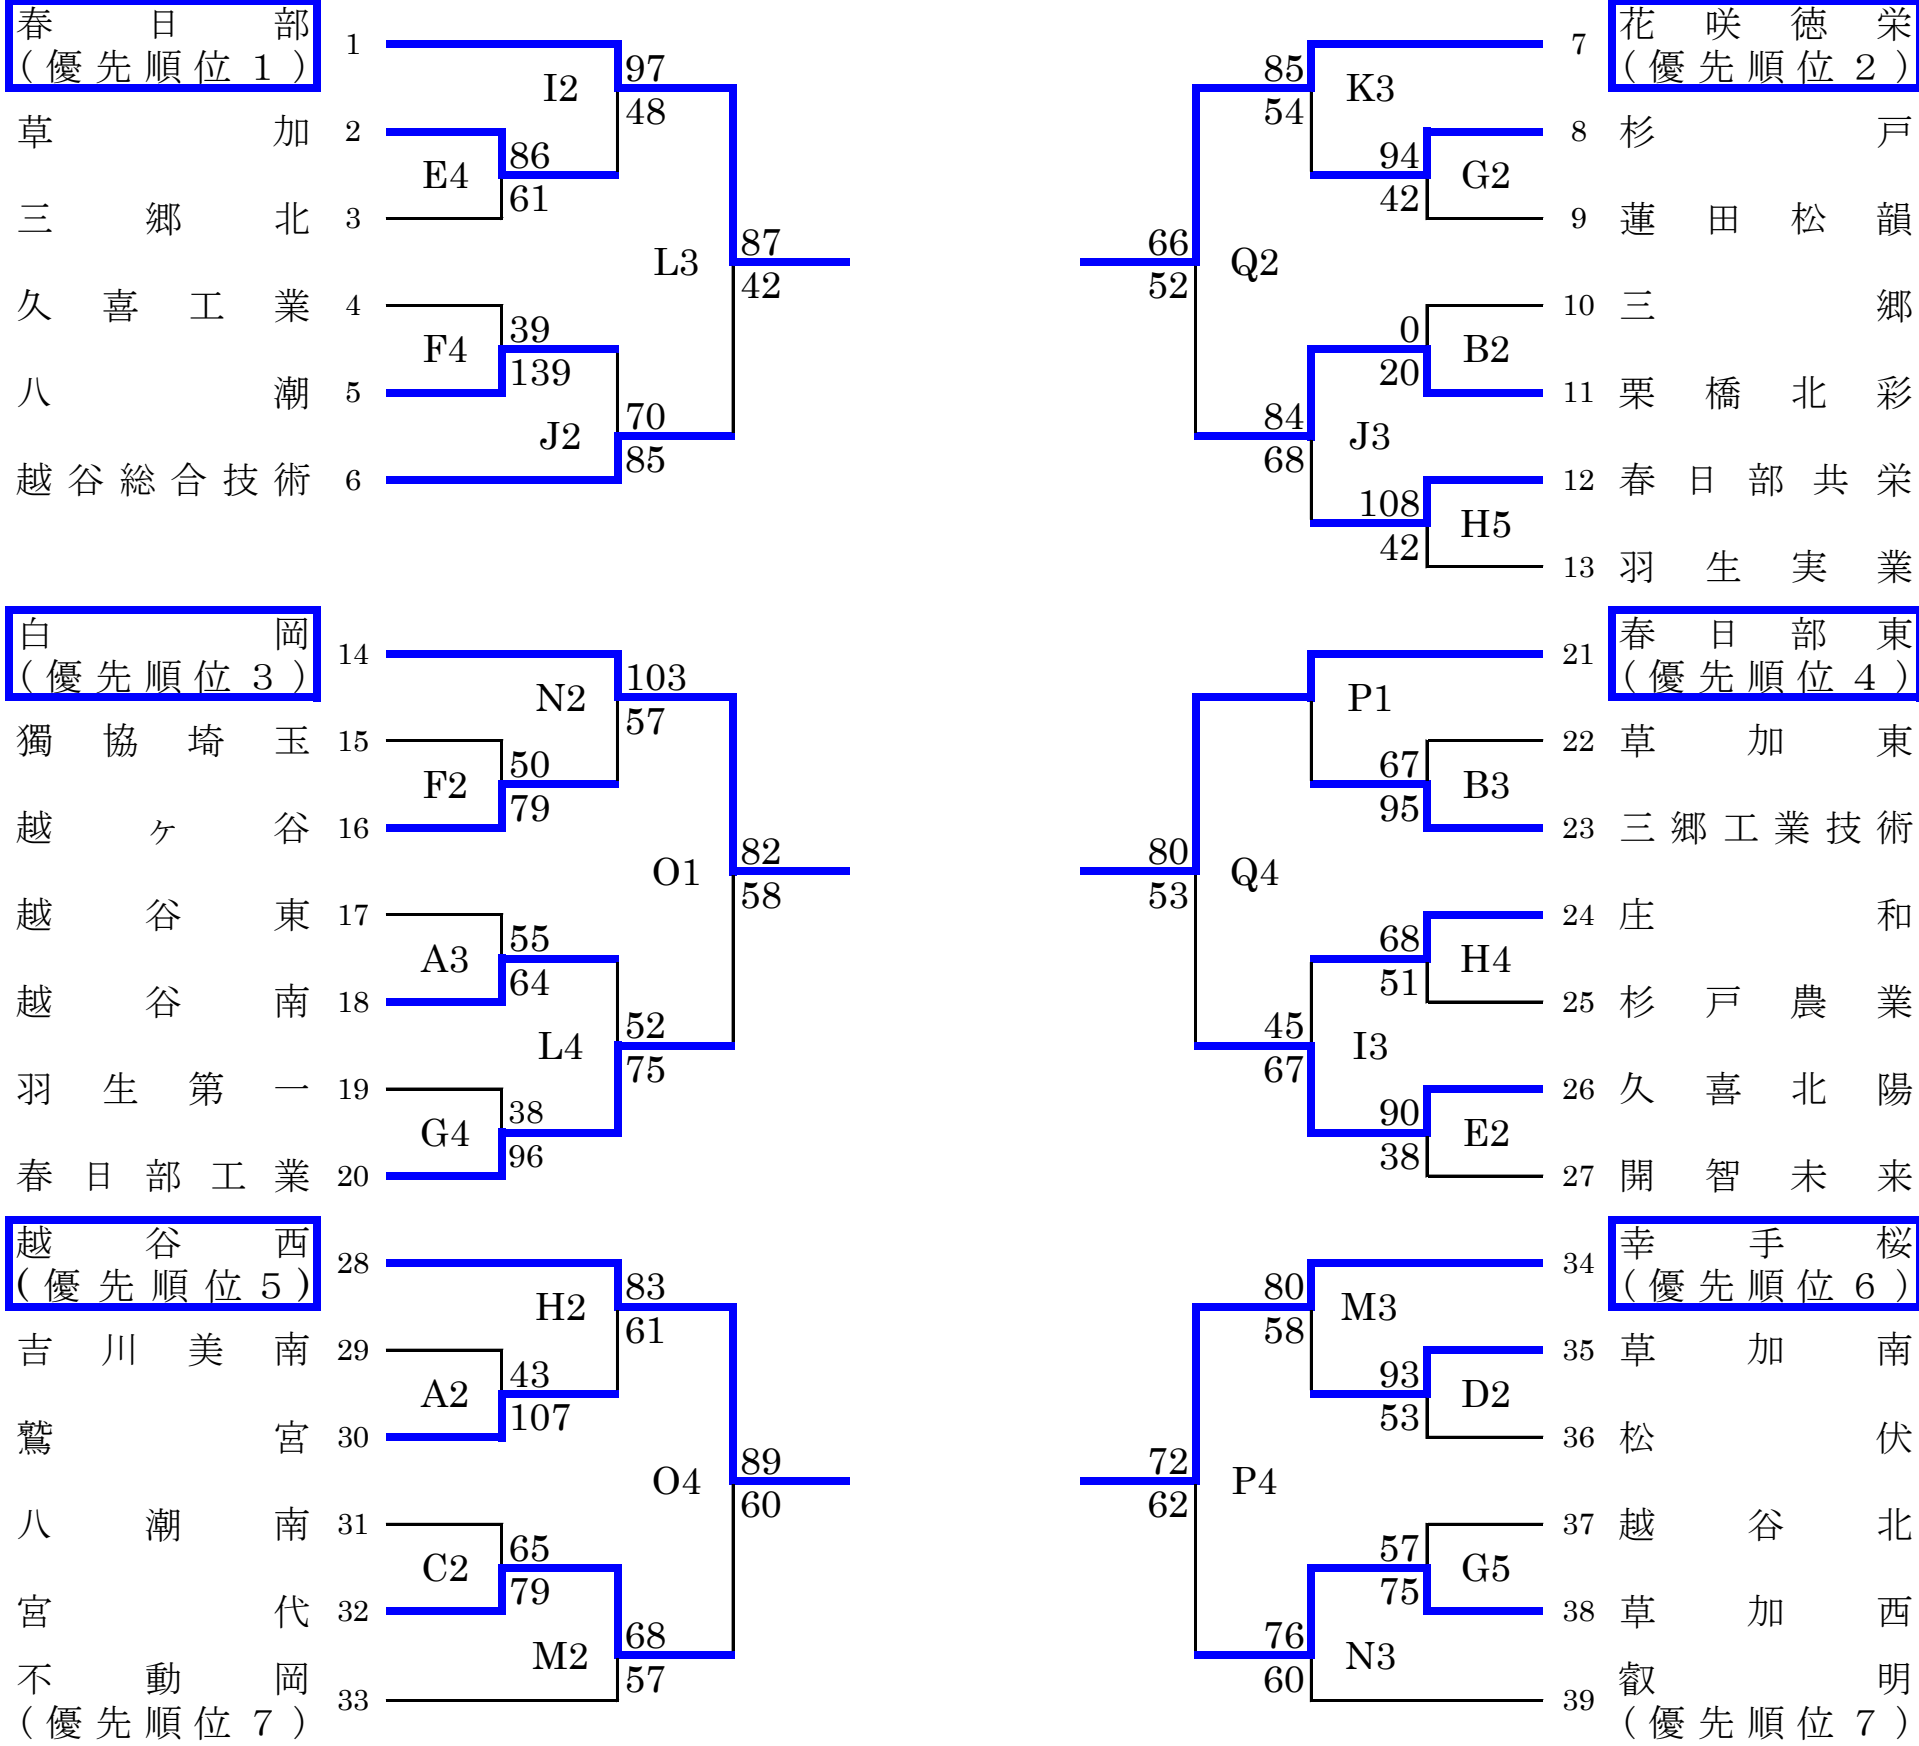 春日部
(優先順位1)
1
I2
97
48
草加
2
E4
86
61
三郷北
3
L3
87
42
久喜工業
4
F4
39
139
八潮
5
J2
70
85
越谷総合技術
6
花咲徳栄
(優先順位2)
7
K3
85
54
8
杉戸
G2
94
42
9
蓮田松韻
Q2
66
52
10
三郷
B2
0
20
11
栗橋北彩
J3
84
68
12
春日部共栄
H5
108
42
13
羽生実業
白岡
(優先順位3)
14
N2
103
57
獨協埼玉
15
F2
50
79
越ヶ谷
16
O1
82
58
越谷東
17
A3
55
64
越谷南
18
L4
52
75
羽生第一
19
G4
38
96
春日部工業
20
春日部東
(優先順位4)
21
P1
22
草加東
B3
67
95
23
三郷工業技術
Q4
80
53
24
庄和
H4
68
51
25
杉戸農業
I3
45
67
26
久喜北陽
E2
90
38
27
開智未来
越谷西
(優先順位5)
28
H2
83
61
吉川美南
29
A2
43
107
鷲宮
30
O4
89
60
八潮南
31
C2
65
79
宮代
32
M2
68
57
不動岡
(優先順位7)
33
幸手桜
(優先順位6)
34
M3
80
58
35
草加南
D2
93
53
36
松伏
P4
72
62
37
越谷北
G5
57
75
38
草加西
N3
76
60
39
叡明
(優先順位7)